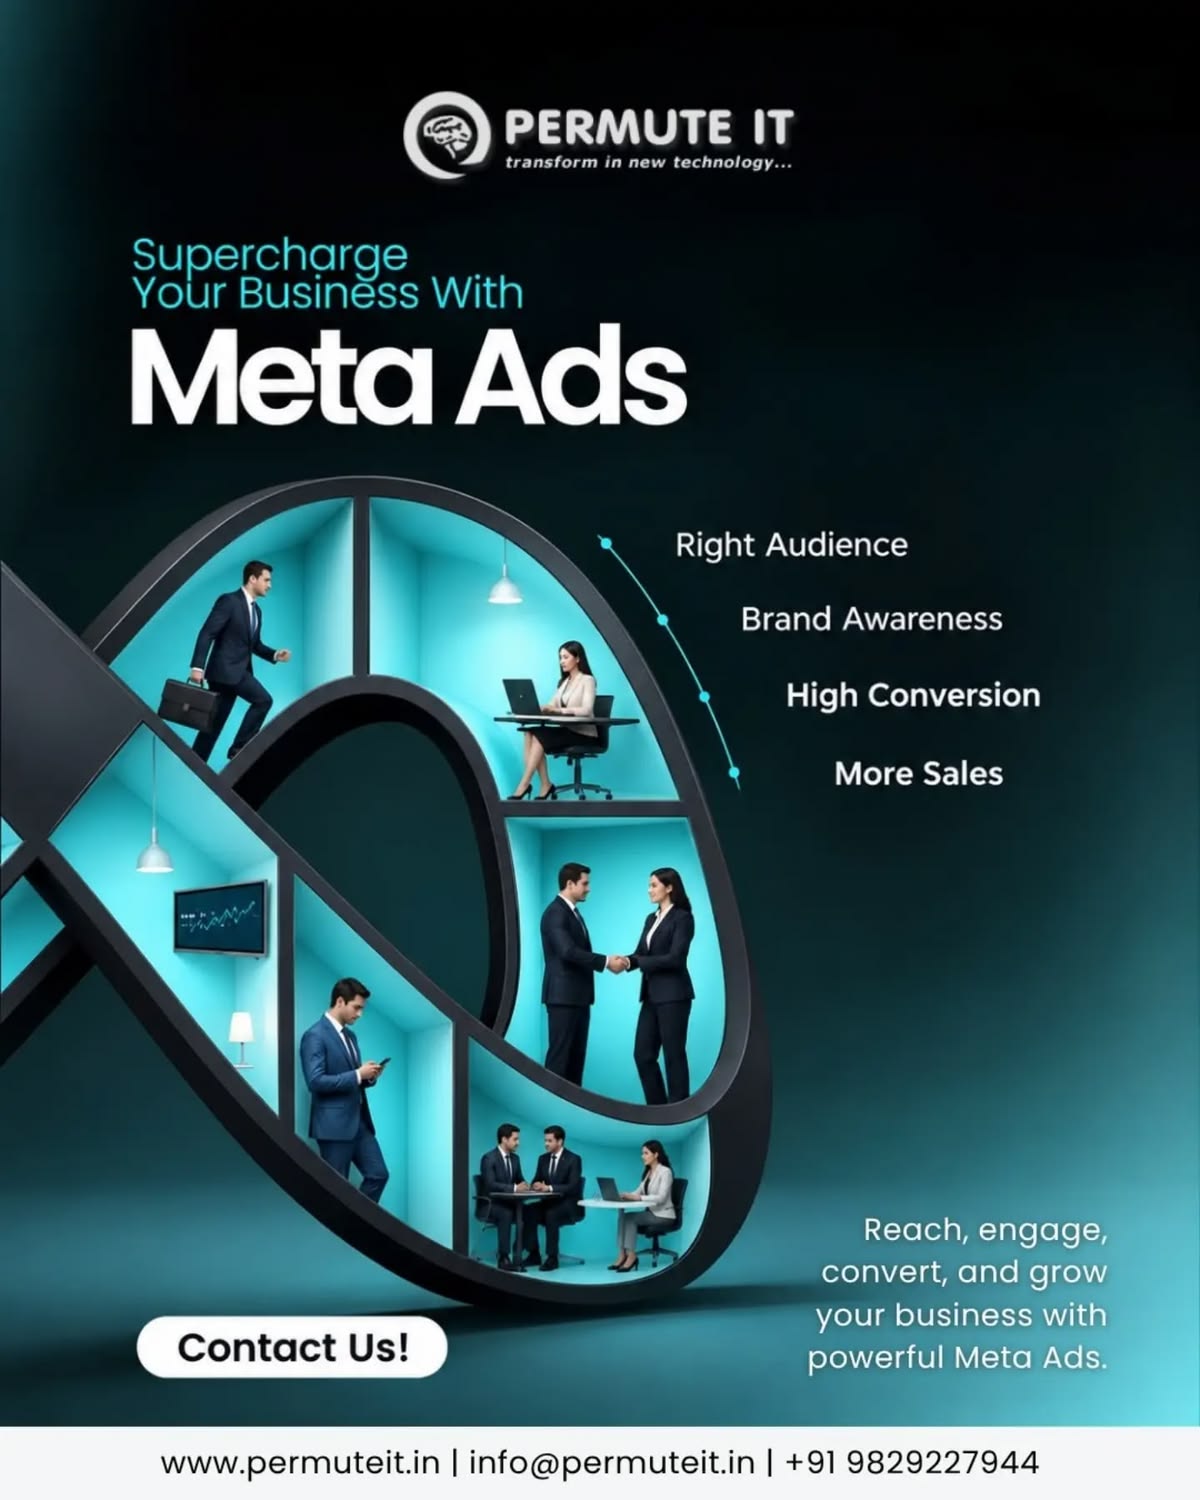 PERMUTE IT
transform in new technology...
Supercharge
Your Business With
Meta Ads
Right Audience
Brand Awareness
High Conversion
More Sales
Reach, engage,
convert, and grow
your business with
powerful Meta Ads.
Contact Us!
www.permuteit.in | info@permuteit.in | +91 9829227944